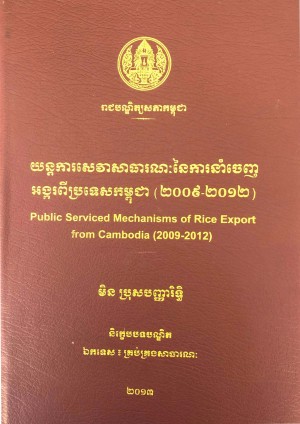 រាជបណ្ឌិត្យសភាកម្ពុជា
យន្តការសេវាសាធារណៈនៃការនាំចេញ
អង្ករពីប្រទេសកម្ពុជា (២០០៩-២០១២)
Public Serviced Mechanisms of Rice Export
from Cambodia (2009-2012)
មិន ប្រុសបញ្ញារិទ្ធិ
និក្ខេបបទបណ្ឌិត
ឯកទេស ៖ គ្រប់គ្រងសាធារណៈ
២០១៣